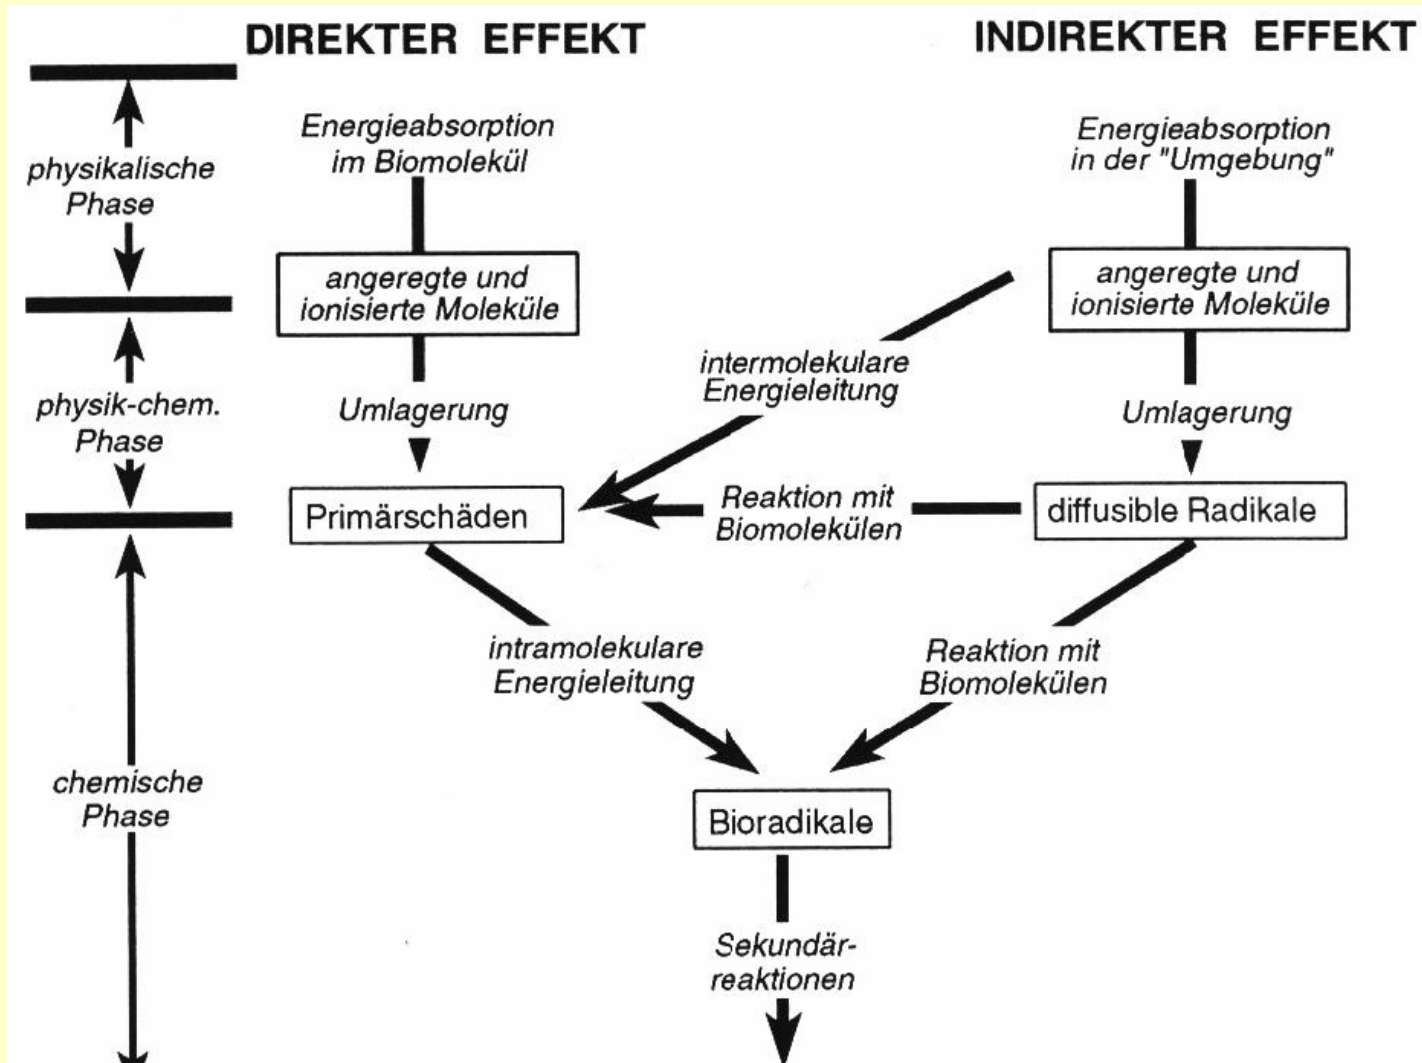 DIREKTER EFFEKT
INDIREKTER EFFEKT
physikalische
Phase
Energieabsorption
im Biomolekül
Energieabsorption
in der "Umgebung"
angeregte und
ionisierte Moleküle
angeregte und
ionisierte Moleküle
physik-chem.
Phase
Umlagerung
intermolekulare
Energieleitung
Umlagerung
Primärschäden
Reaktion mit
Biomolekülen
diffusible Radikale
chemische
Phase
intramolekulare
Energieleitung
Reaktion mit
Biomolekülen
Bioradikale
Sekundär-
reaktionen